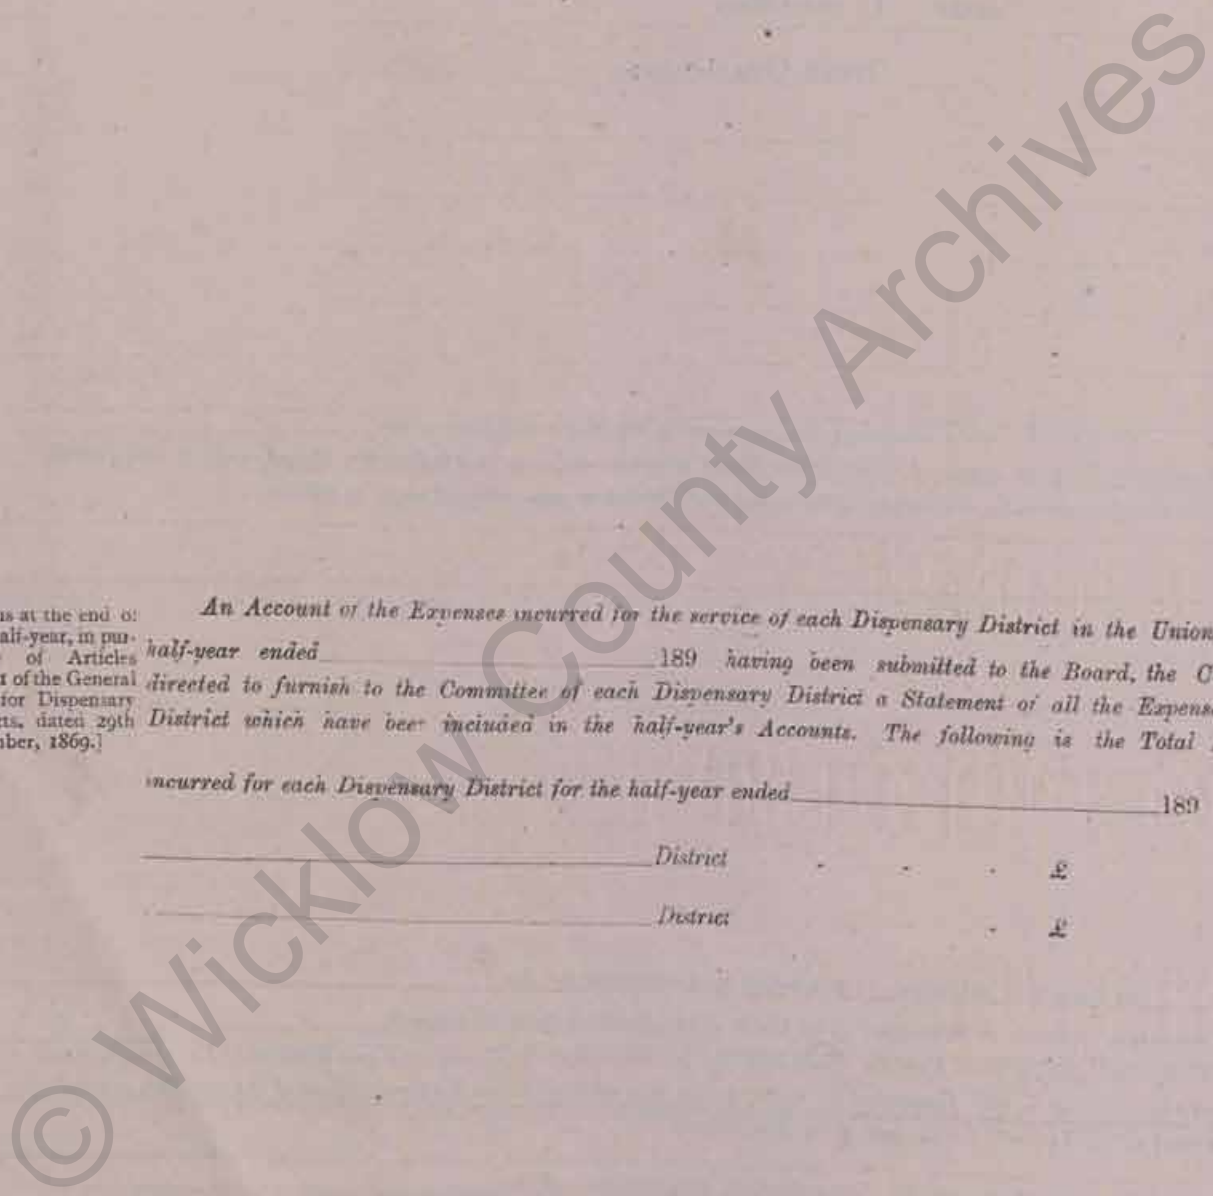 as at the end of
alf-year, in pur-
of Articles
1 of the General
for Dispensary
cts, dated 29th
mber, 1869.]
An Account of the Expenses incurred for the service of each Dispensary District in the Union
half-year ended 189 having been submitted to the Board, the C
directed to furnish to the Committee of each Dispensary District a Statement of all the Expens
District which have been included in the half-year's Accounts. The following is the Total
incurred for each Dispensary District for the half-year ended 189
District - - - £
District - £
© Wicklow County Archives